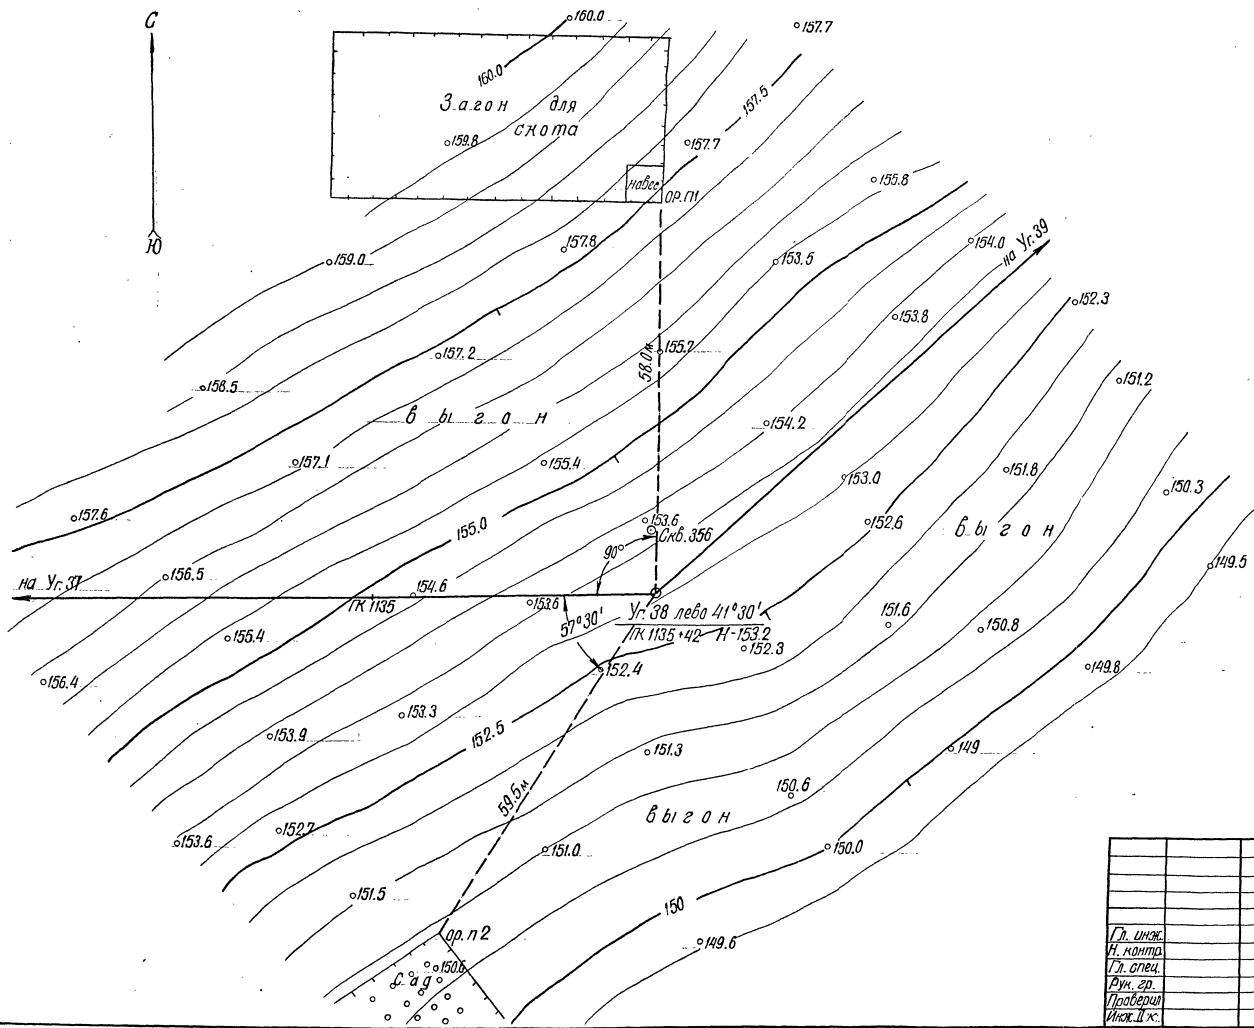 С
160.0
157.7
160.0
157.5
Загон для
скота
159.8
157.7
навес
ОР.П1
155.8
Ю
157.8
159.0
153.5
154.0
на Уг.39
152.3
153.8
58.0м
155.7
157.2
158.5
151.2
выгон
154.2
157.1
155.4
151.8
153.0
150.3
157.6
155.0
153.6
152.6
выгон
Скв.356
90°
149.5
156.5
на Уг.37
154.6
ПК 1135
153.6
57°30'
Уг.38 лево 41°30'
ПК 1135+42 Н-153.2
151.6
150.8
155.4
152.3
152.4
149.8
156.4
153.3
153.9
152.5
151.3
149
59.5м
150.6
выгон
152.7
153.6
151.0
150.0
151.5
150
ор.п2
149.6
150.6
Сад
Гл. инж.
Н. контр
Гл. спец.
Рук. гр.
Проверил
Инж. II к.
Ю